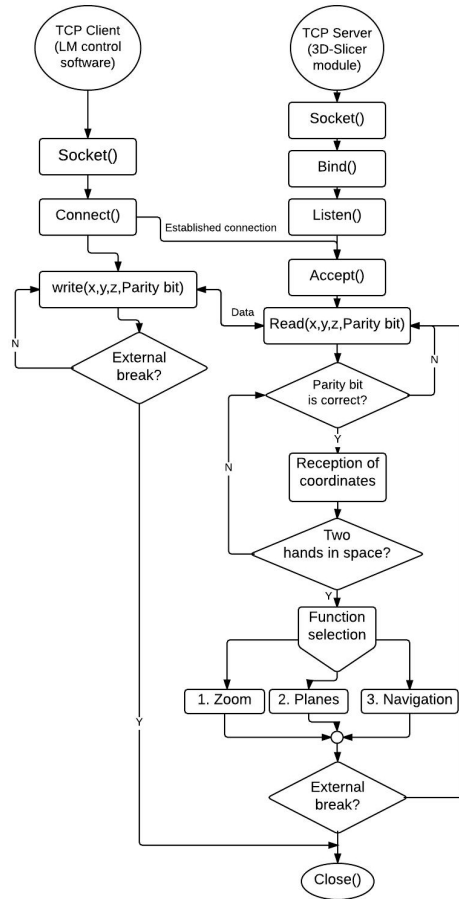 TCP Client
(LM control
software)
TCP Server
(3D-Slicer
module)
Socket()
Socket()
Bind()
Connect()
Listen()
Established connection
Accept()
write(x,y,z,Parity bit)
Data
Read(x,y,z,Parity bit)
N
External
break?
N
Parity bit
is correct?
Y
N
Reception of
coordinates
Two
hands in space?
Y
Function
selection
1. Zoom
2. Planes
3. Navigation
Y
External
break?
Close()